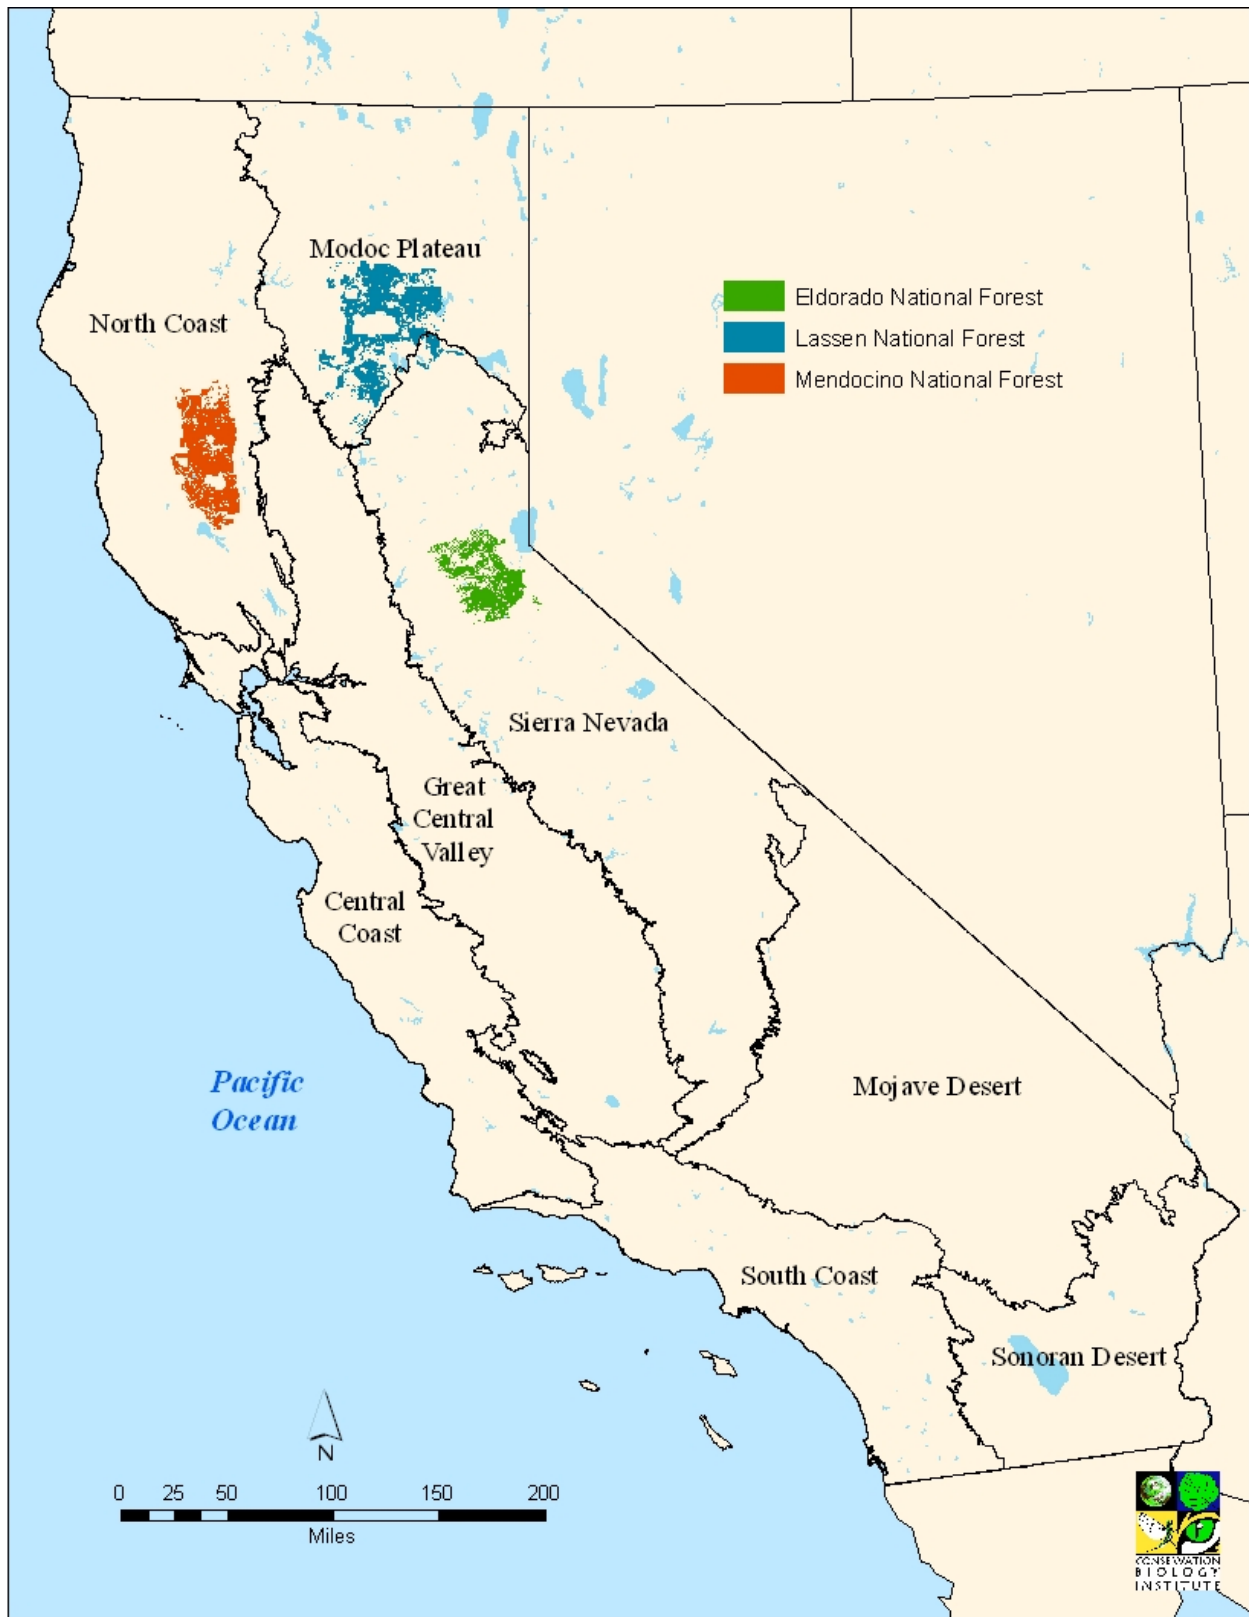 Modoc Plateau
North Coast
Eldorado National Forest
Lassen National Forest
Mendocino National Forest
Sierra Nevada
Great
Central
Valley
Central
Coast
Pacific
Ocean
Mojave Desert
South Coast
Sonoran Desert
N
0 25 50 100 150 200
Miles
CONSERVATION
BIOLOGY
INSTITUTE